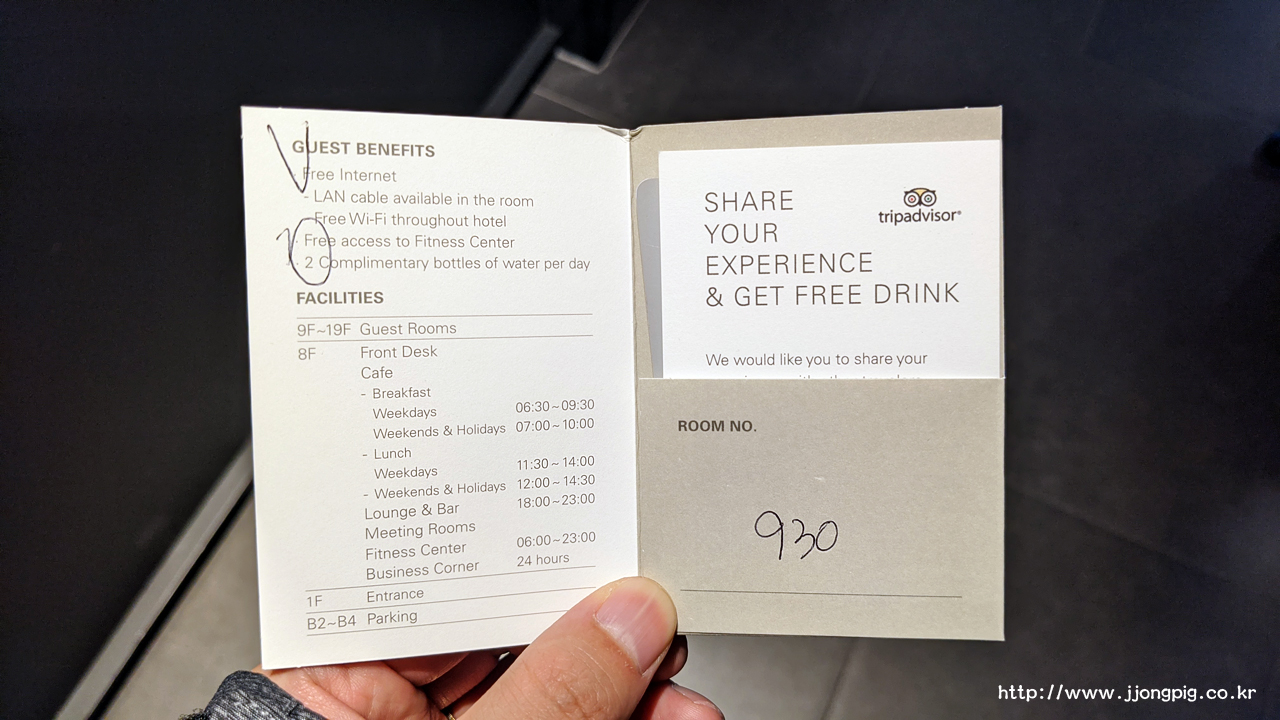 GUEST BENEFITS
· Free Internet
- LAN cable available in the room
- Free Wi-Fi throughout hotel
· Free access to Fitness Center
· 2 Complimentary bottles of water per day
FACILITIES
9F~19F Guest Rooms
8F Front Desk
Cafe
- Breakfast
Weekdays 06:30~09:30
Weekends & Holidays 07:00~10:00
- Lunch
Weekdays 11:30~14:00
- Weekends & Holidays 12:00~14:30
Lounge & Bar 18:00~23:00
Meeting Rooms
Fitness Center 06:00~23:00
Business Corner 24 hours
1F Entrance
B2~B4 Parking
SHARE
YOUR
EXPERIENCE
& GET FREE DRINK
tripadvisor®
We would like you to share your
ROOM NO.
930
http://www.jjongpig.co.kr